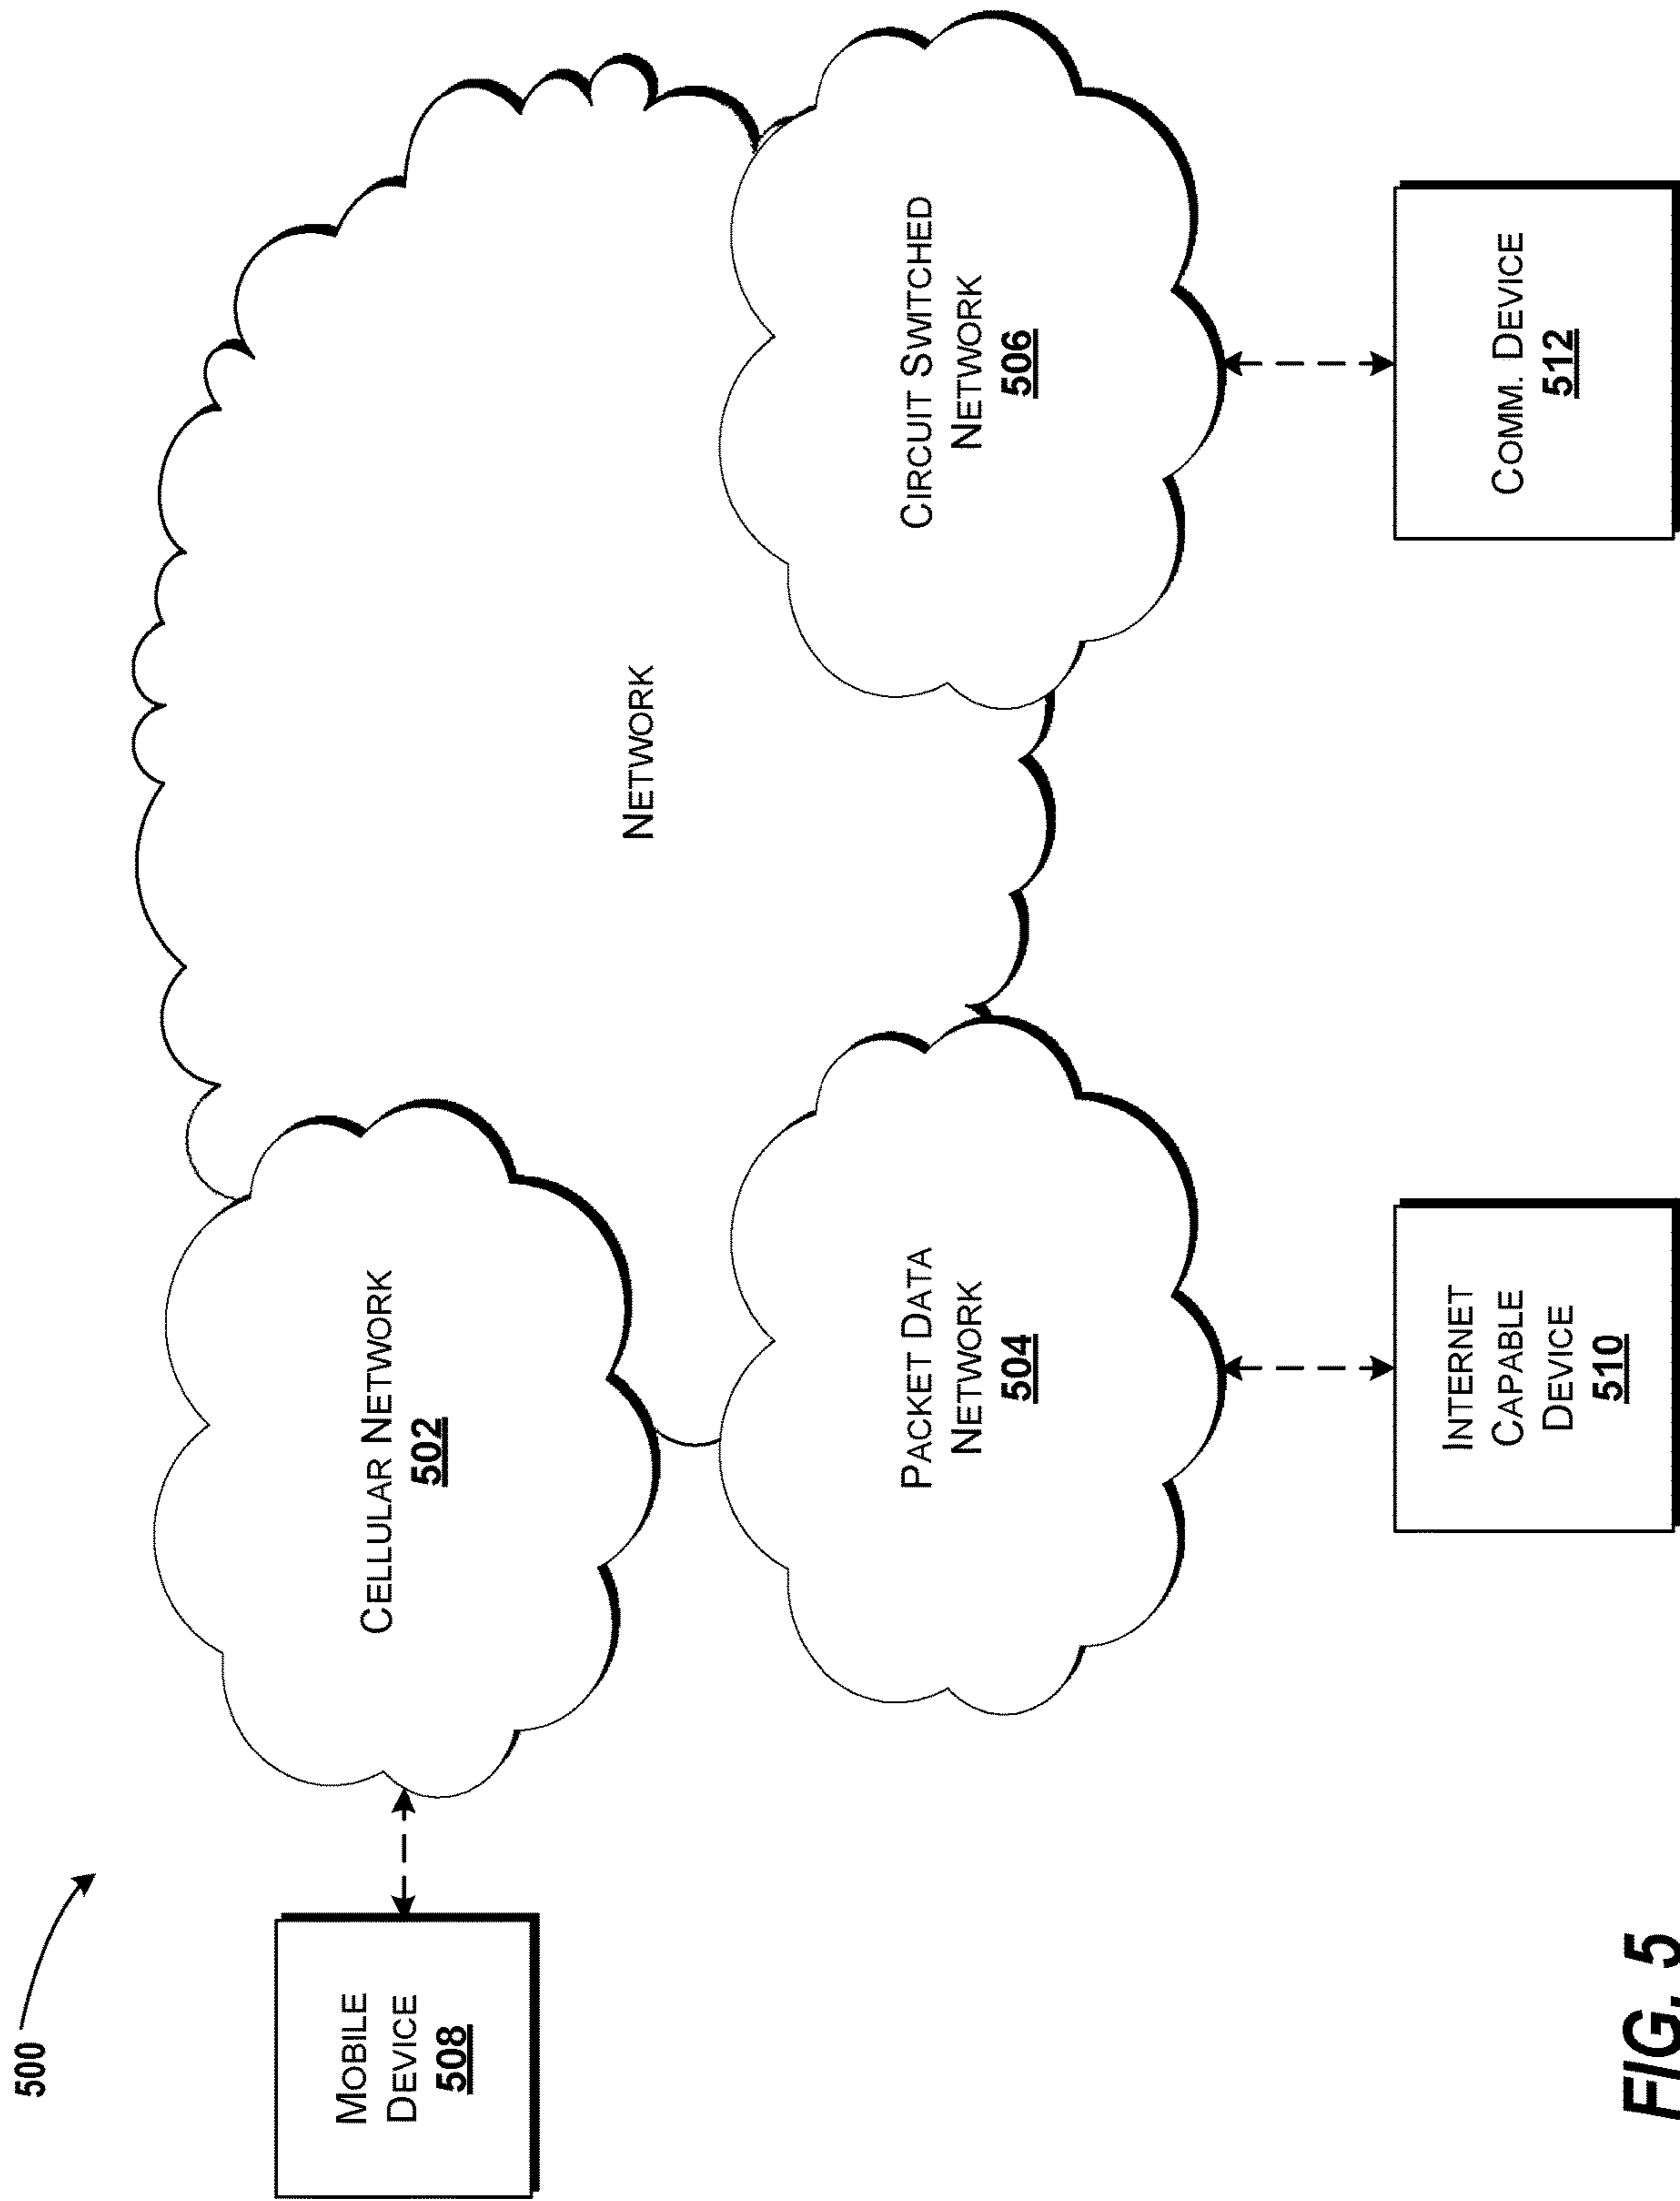 500
MOBILE
DEVICE
508
CELLULAR NETWORK
502
NETWORK
PACKET DATA
NETWORK
504
CIRCUIT SWITCHED
NETWORK
506
INTERNET
CAPABLE
DEVICE
510
COMM. DEVICE
512
FIG. 5